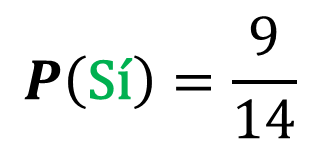 P(Sí) = 9/14